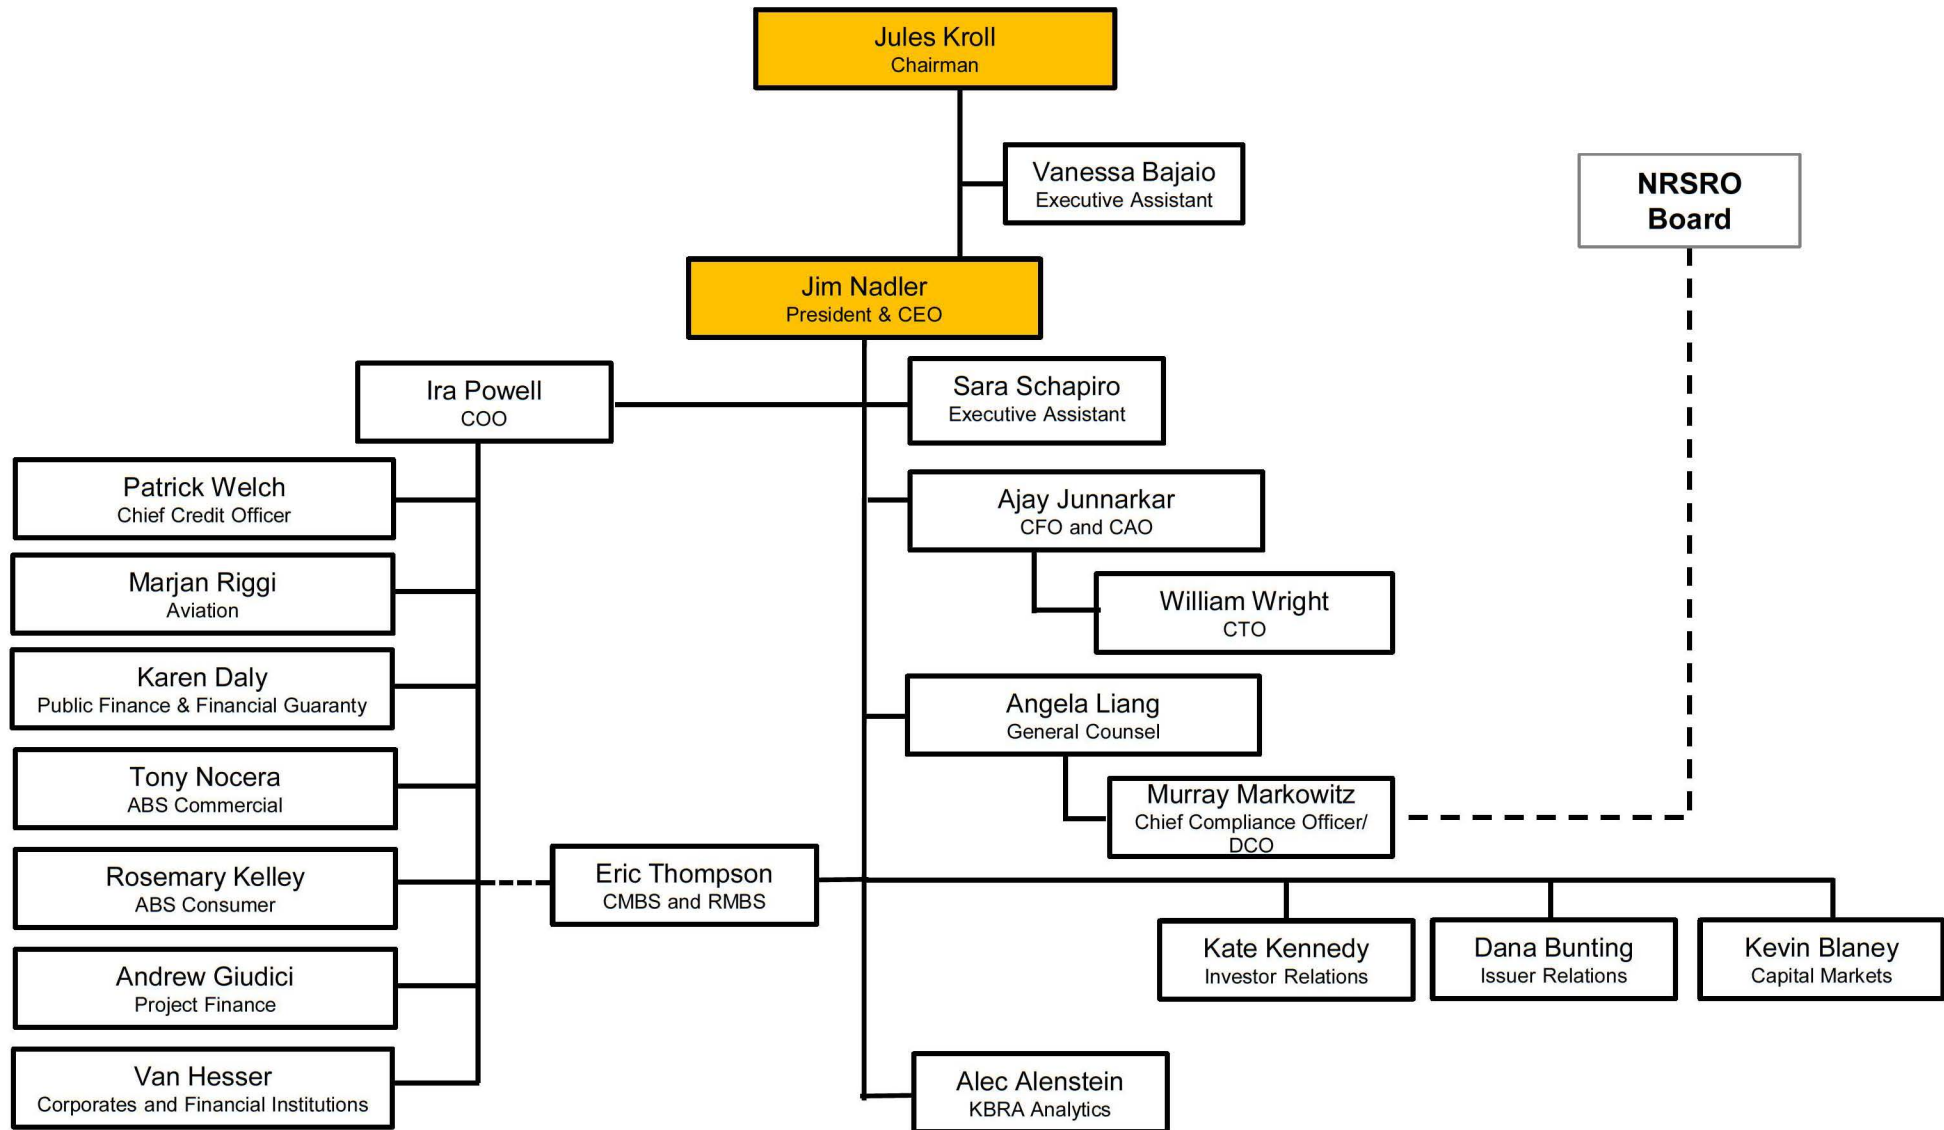 Jules Kroll
Chairman
Vanessa Bajaio
Executive Assistant
NRSRO
Board
Jim Nadler
President & CEO
Ira Powell
COO
Sara Schapiro
Executive Assistant
Patrick Welch
Chief Credit Officer
Ajay Junnarkar
CFO and CAO
Marjan Riggi
Aviation
William Wright
CTO
Karen Daly
Public Finance & Financial Guaranty
Angela Liang
General Counsel
Tony Nocera
ABS Commercial
Murray Markowitz
Chief Compliance Officer/
DCO
Rosemary Kelley
ABS Consumer
Eric Thompson
CMBS and RMBS
Kate Kennedy
Investor Relations
Dana Bunting
Issuer Relations
Kevin Blaney
Capital Markets
Andrew Giudici
Project Finance
Van Hesser
Corporates and Financial Institutions
Alec Alenstein
KBRA Analytics